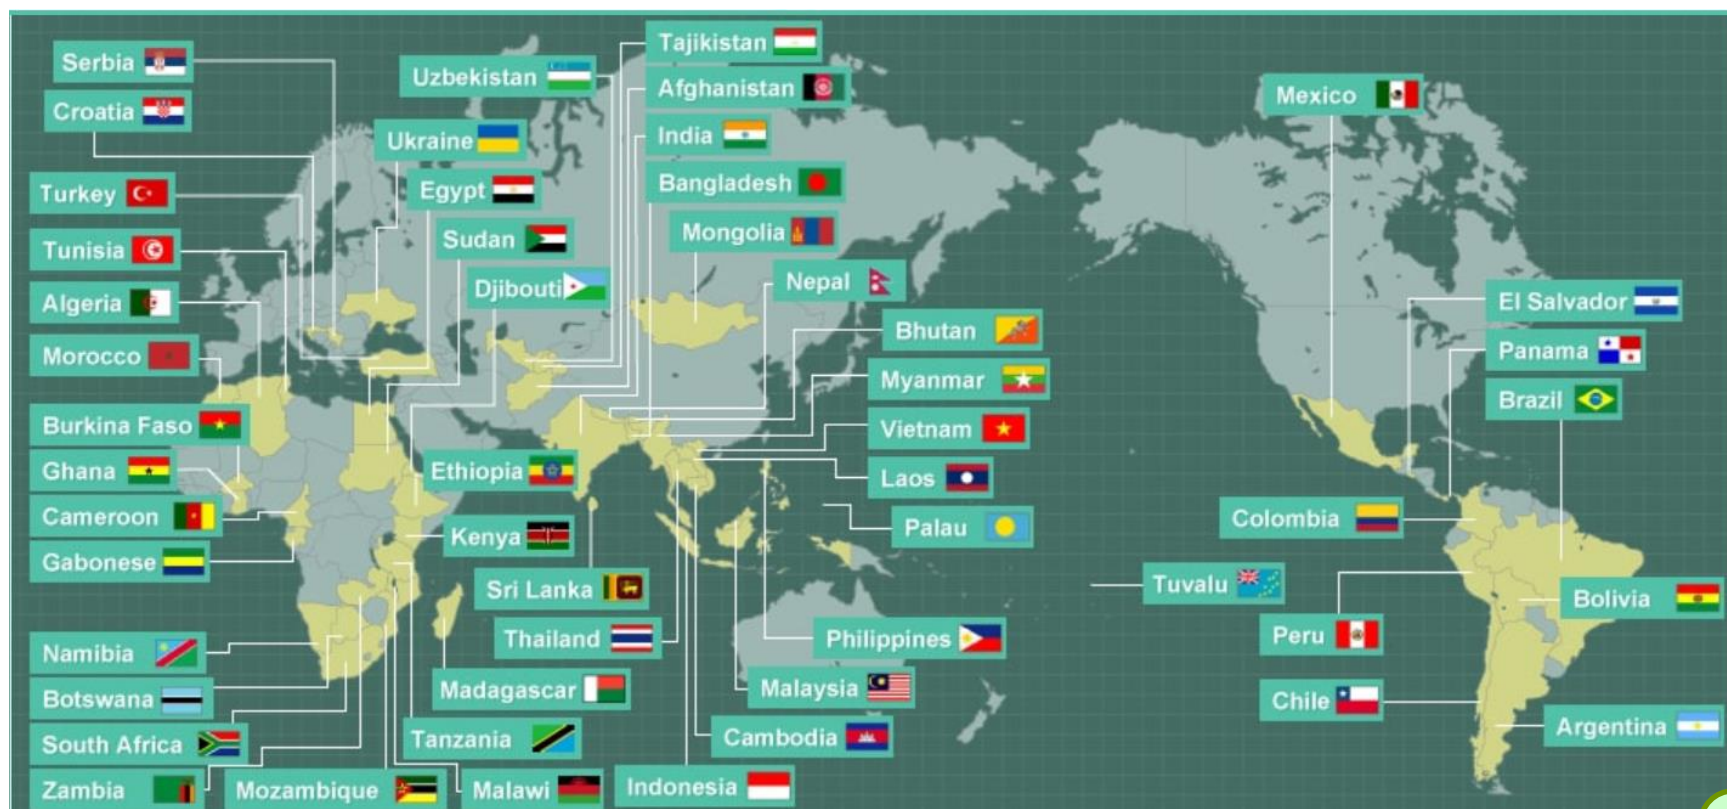 Serbia
Croatia
Turkey
Tunisia
Algeria
Morocco
Burkina Faso
Ghana
Cameroon
Gabonese
Namibia
Botswana
South Africa
Zambia
Mozambique
Malawi
Tanzania
Madagascar
Kenya
Ethiopia
Djibouti
Sudan
Egypt
Ukraine
Uzbekistan
Tajikistan
Afghanistan
India
Bangladesh
Mongolia
Nepal
Bhutan
Myanmar
Vietnam
Laos
Palau
Sri Lanka
Thailand
Philippines
Malaysia
Cambodia
Indonesia
Tuvalu
Mexico
El Salvador
Panama
Brazil
Colombia
Bolivia
Peru
Chile
Argentina